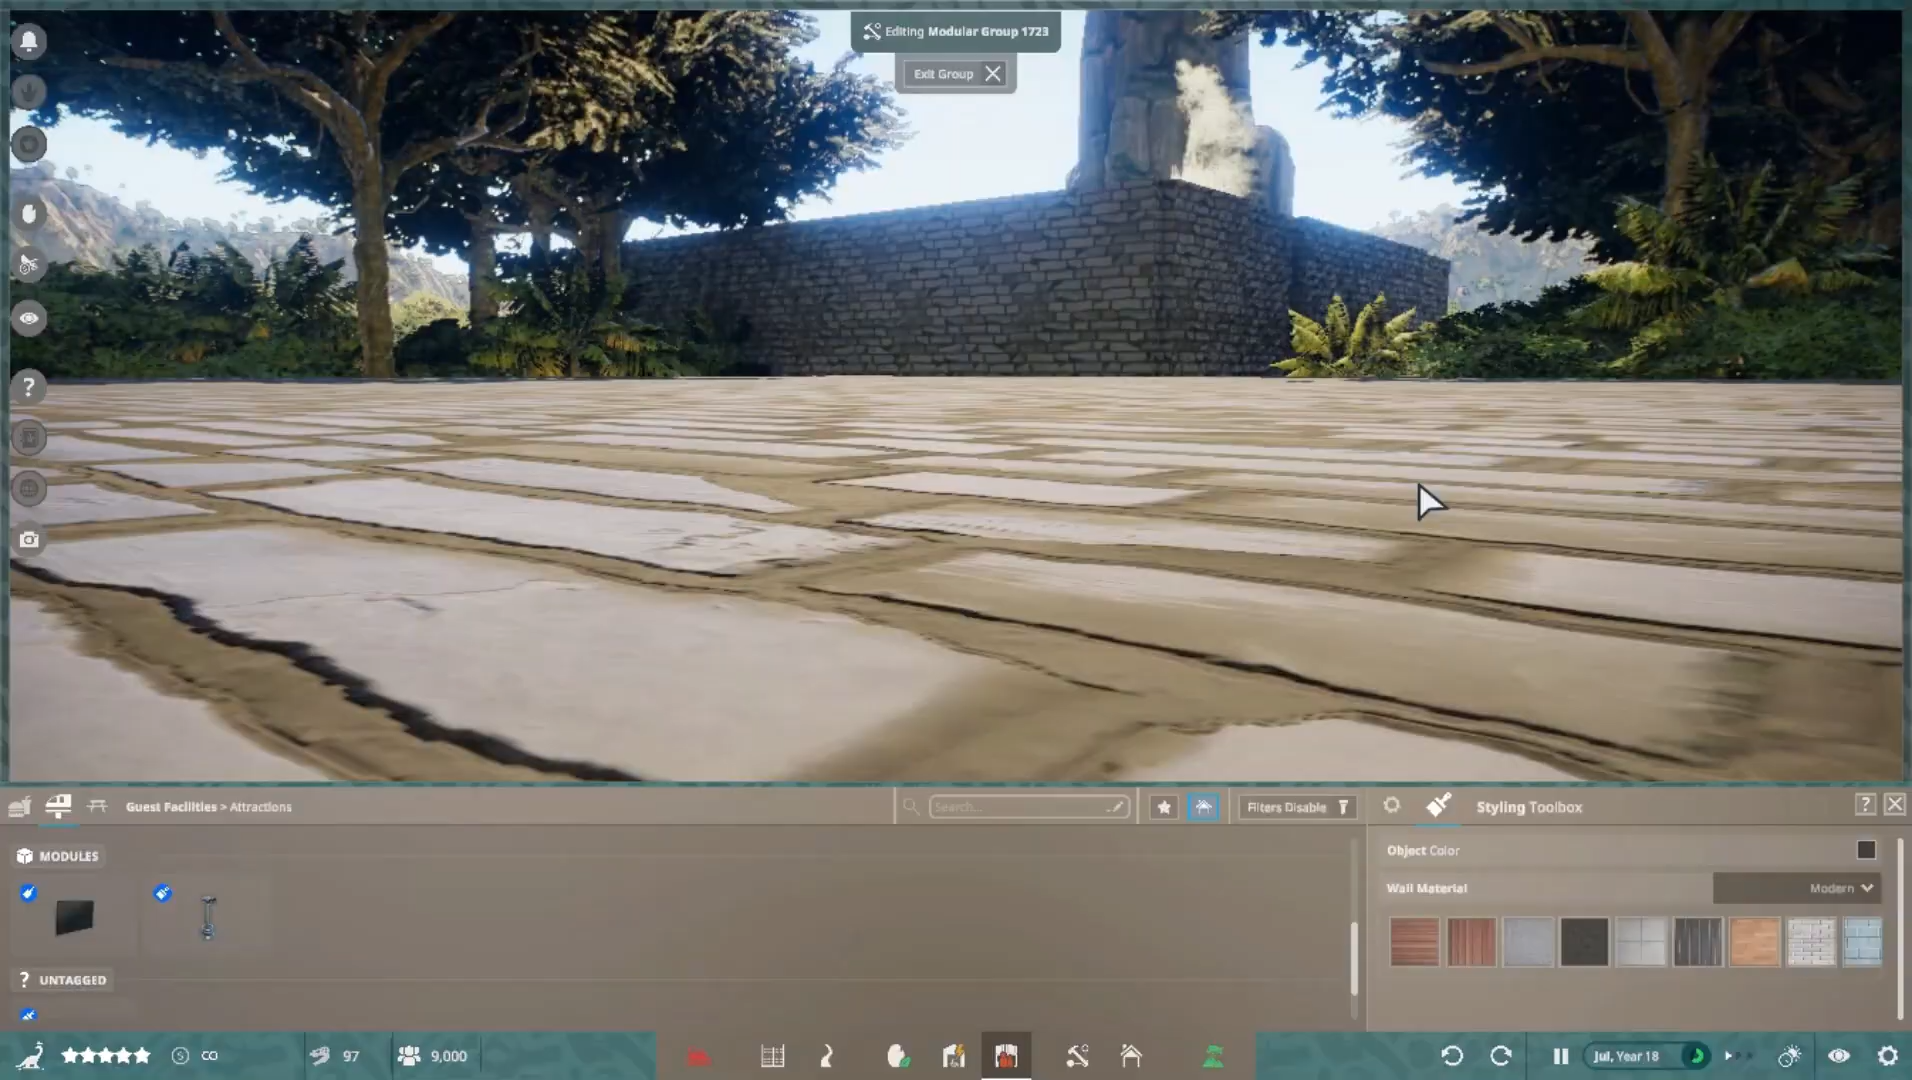 Editing Modular Group 1723
Exit Group
?
Guest Facilities > Attractions
Search...
Filters Disable
Styling Toolbox
?
MODULES
Object Color
Wall Material
Modern
? UNTAGGED
97
9,000
Jul, Year 18